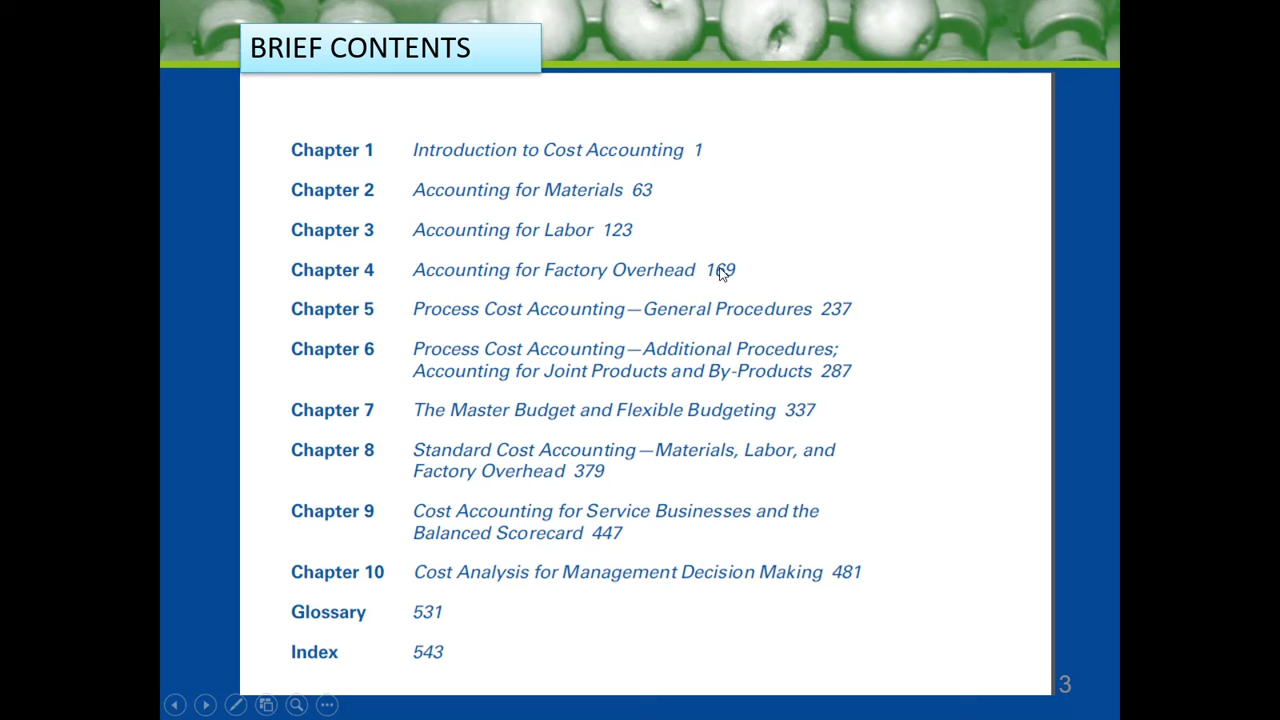 BRIEF CONTENTS
Chapter 1 Introduction to Cost Accounting 1
Chapter 2 Accounting for Materials 63
Chapter 3 Accounting for Labor 123
Chapter 4 Accounting for Factory Overhead 169
Chapter 5 Process Cost Accounting—General Procedures 237
Chapter 6 Process Cost Accounting—Additional Procedures;
Accounting for Joint Products and By-Products 287
Chapter 7 The Master Budget and Flexible Budgeting 337
Chapter 8 Standard Cost Accounting—Materials, Labor, and
Factory Overhead 379
Chapter 9 Cost Accounting for Service Businesses and the
Balanced Scorecard 447
Chapter 10 Cost Analysis for Management Decision Making 481
Glossary 531
Index 543
3